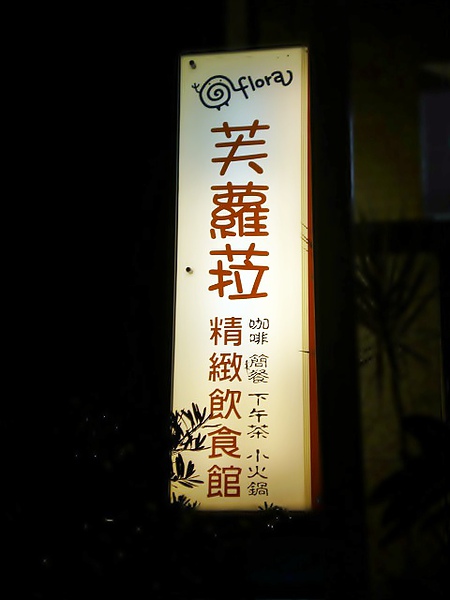 flora
芙蘿菈
精緻飲食館
咖啡 簡餐 下午茶 小火鍋